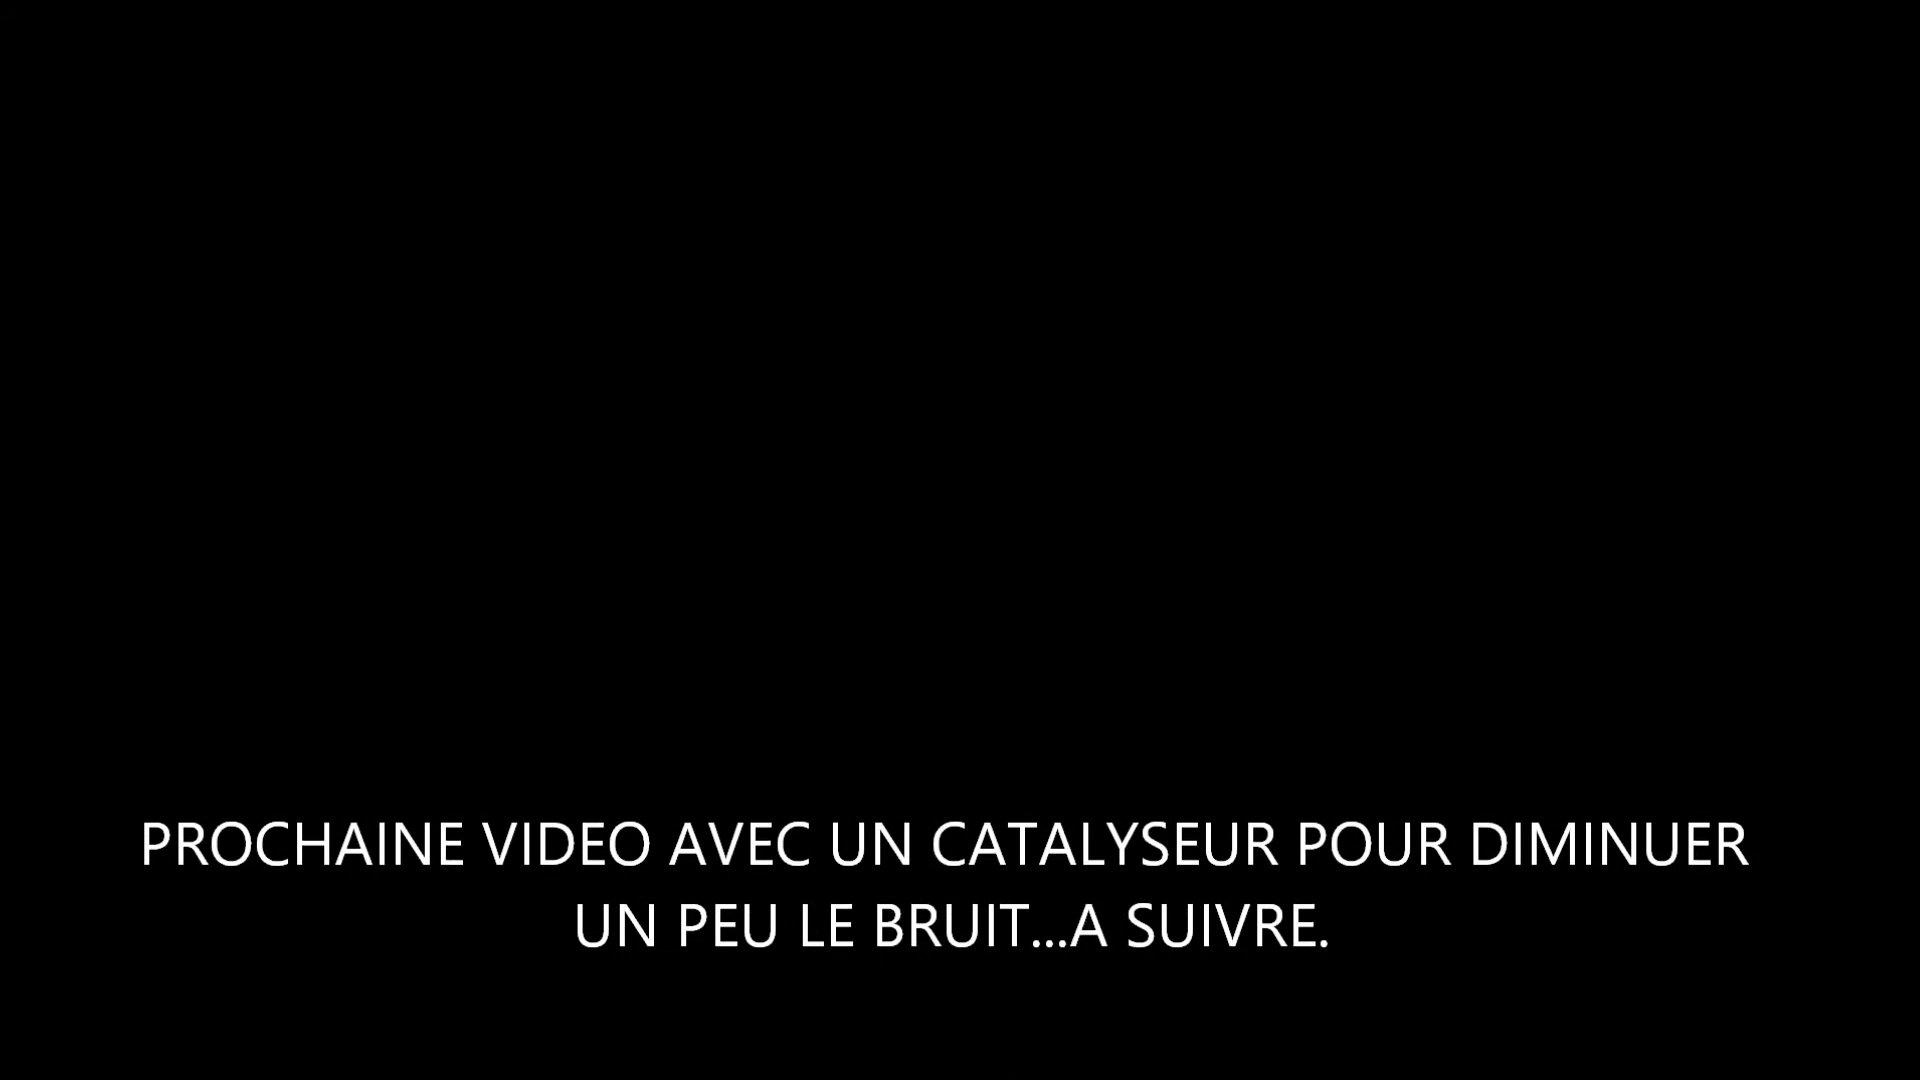 PROCHAINE VIDEO AVEC UN CATALYSEUR POUR DIMINUER
UN PEU LE BRUIT...A SUIVRE.